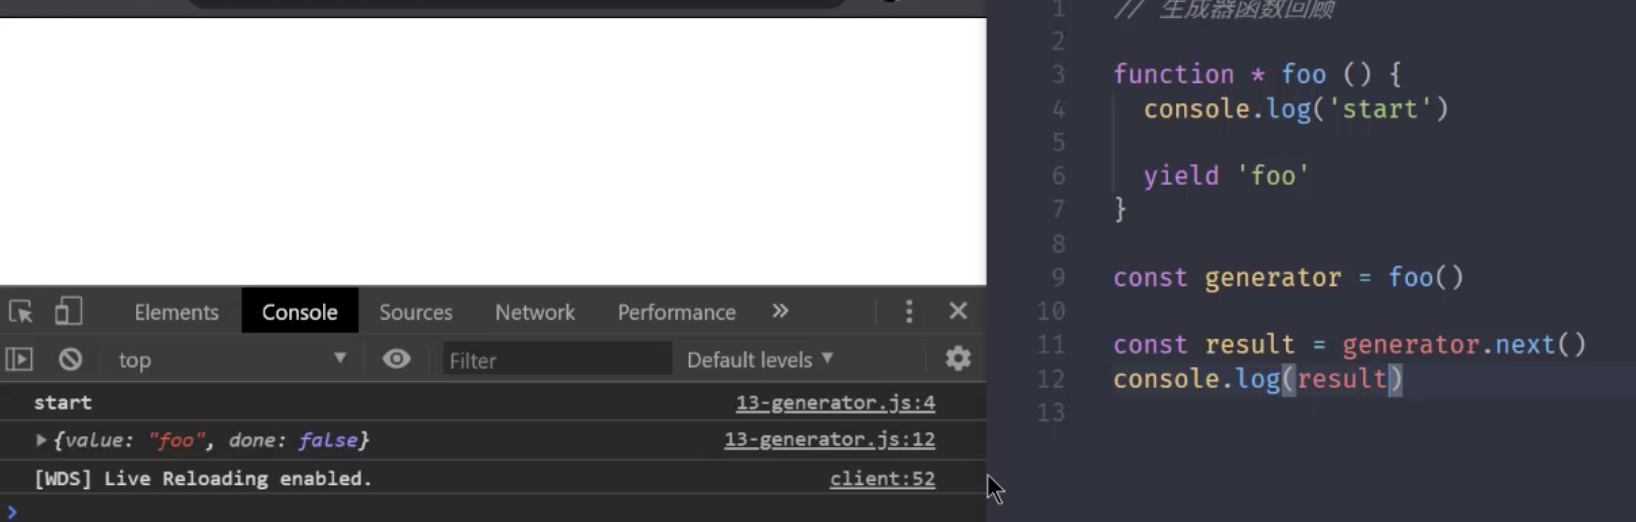 Elements Console Sources Network Performance
top Filter Default levels
start 13-generator.js:4
{value: "foo", done: false} 13-generator.js:12
[WDS] Live Reloading enabled. client:52
1 // 生成器函数回顾
2
3 function * foo () {
4 console.log('start')
5
6 yield 'foo'
7 }
8
9 const generator = foo()
10
11 const result = generator.next()
12 console.log(result)
13